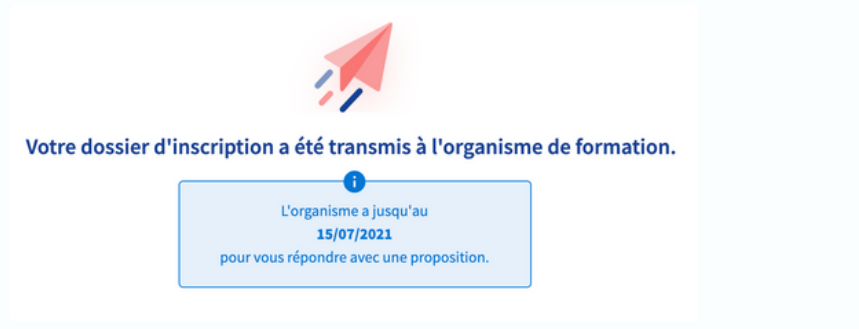 Votre dossier d'inscription a été transmis à l'organisme de formation.
i
L'organisme a jusqu'au
15/07/2021
pour vous répondre avec une proposition.